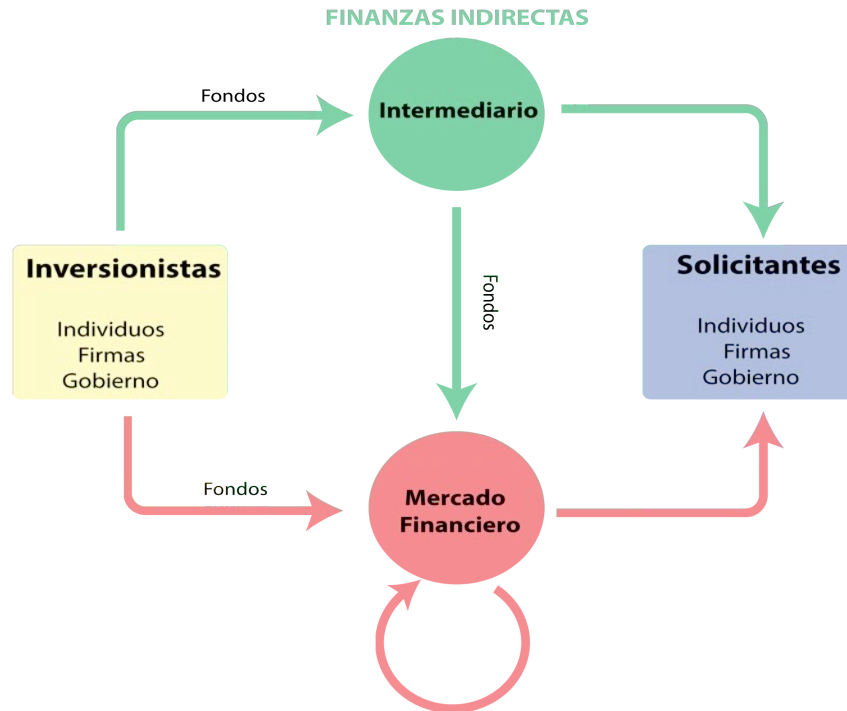 FINANZAS INDIRECTAS
Fondos
Intermediario
Inversionistas
Individuos
Firmas
Gobierno
Fondos
Solicitantes
Individuos
Firmas
Gobierno
Fondos
Mercado
Financiero